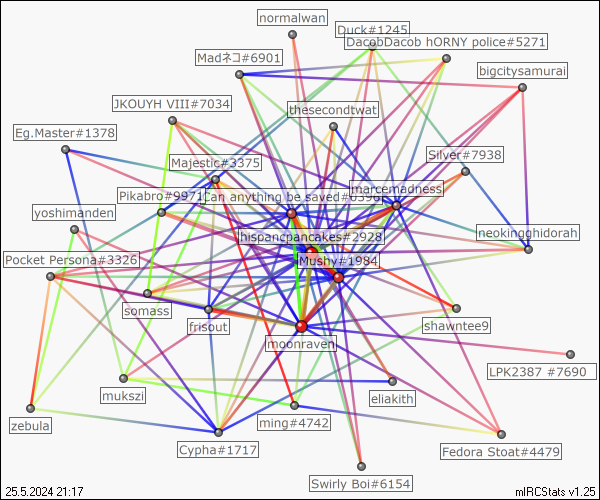 normalwan
Duck#1245
DacobDacob hORNY police#5271
Madネコ#6901
bigcitysamurai
JKOUYH VIII#7034
thesecondtwat
Eg.Master#1378
Majestic#3375
Silver#7938
Pikabro#9971
Can anything be saved#6396
marcemadness
yoshimanden
hispancpancakes#2928
neokingghidorah
Pocket Persona#3326
Mushy#1984
somass
frisout
shawntee9
moonraven
LPK2387 #7690
mukszi
eliakith
zebula
ming#4742
Cypha#1717
Fedora Stoat#4479
Swirly Boi#6154
25.5.2024 21:17
mIRCStats v1.25